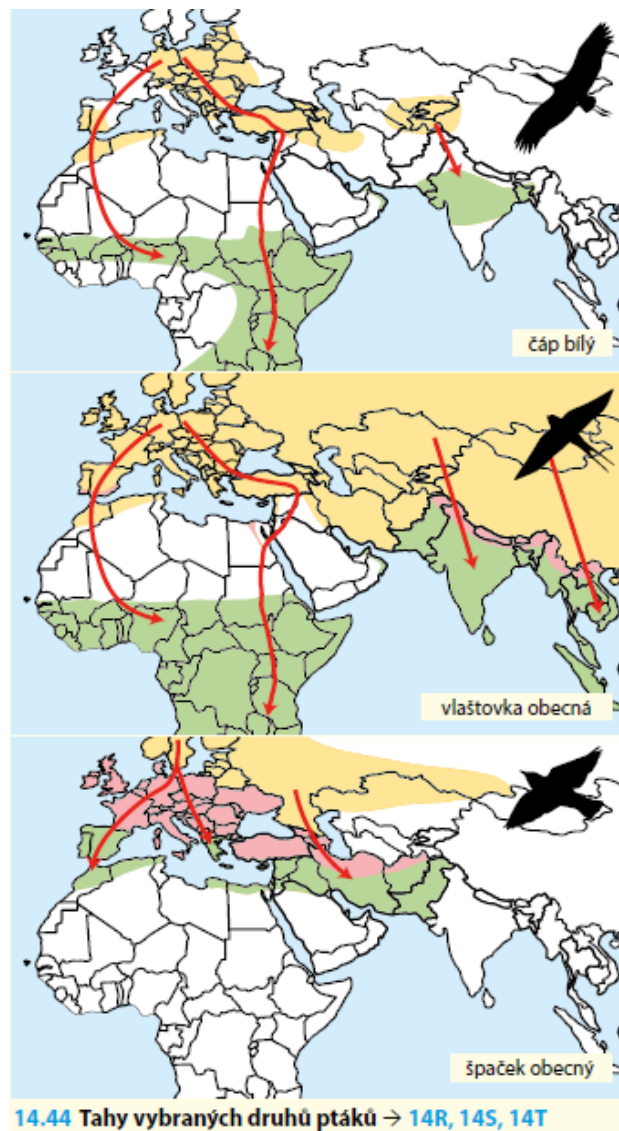 čáp bílý
vlaštovka obecná
špaček obecný
14.44 Tahy vybraných druhů ptáků → 14R, 14S, 14T